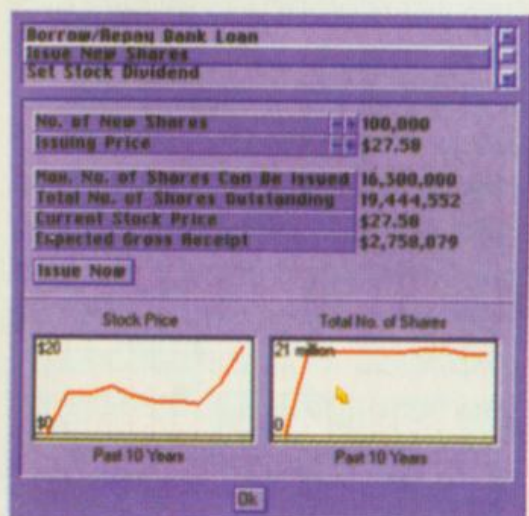 Borrow/Repay Bank Loan
Issue New Shares
Set Stock Dividend
No. of New Shares 100,000
Issuing Price $27.58
Max. No. of Shares Can Be Issued 16,300,000
Total No. of Shares Outstanding 19,444,552
Current Stock Price $27.58
Expected Gross Receipt $2,758,079
Issue Now
Stock Price Total No. of Shares
$20 21 million
$0 0
Past 10 Years Past 10 Years
Ok